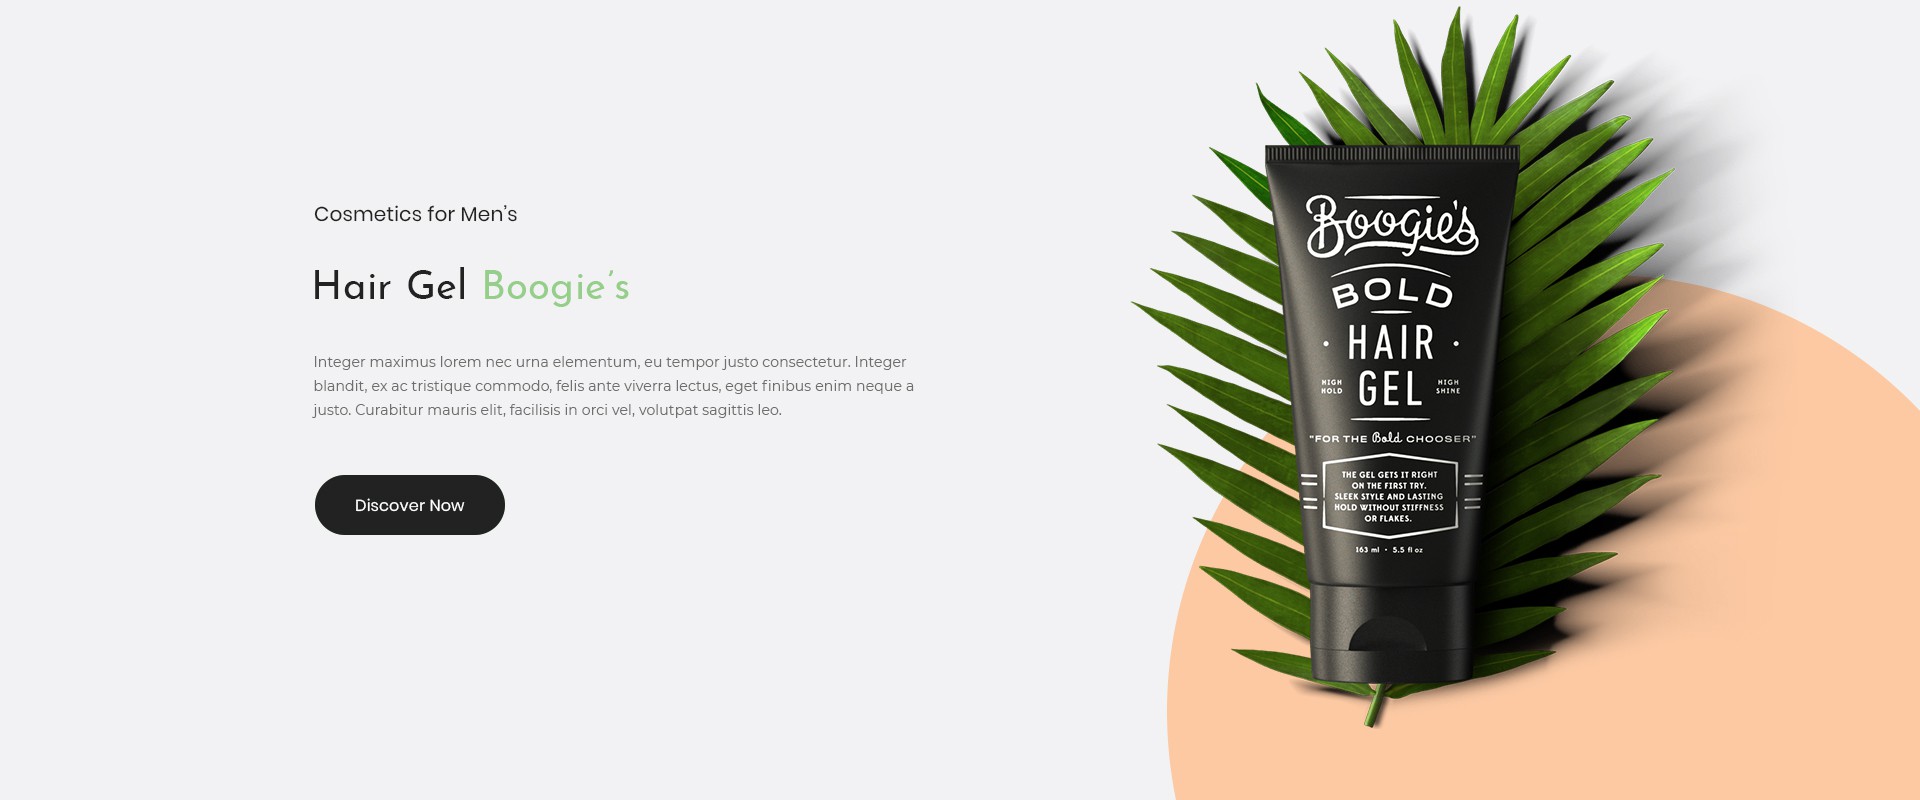 Cosmetics for Men's
Hair Gel Boogie's
Integer maximus lorem nec urna elementum, eu tempor justo consectetur. Integer
blandit, ex ac tristique commodo, felis ante viverra lectus, eget finibus enim neque a
justo. Curabitur mauris elit, facilisis in orci vel, volutpat sagittis leo.
Discover Now
Boogie's
BOLD
· HAIR ·
HIGH HOLD
GEL
HIGH SHINE
"FOR THE Bold CHOOSER"
THE GEL GETS IT RIGHT
ON THE FIRST TRY.
SLEEK STYLE AND LASTING
HOLD WITHOUT STIFFNESS
OR FLAKES.
163 ml · 5.5 fl oz